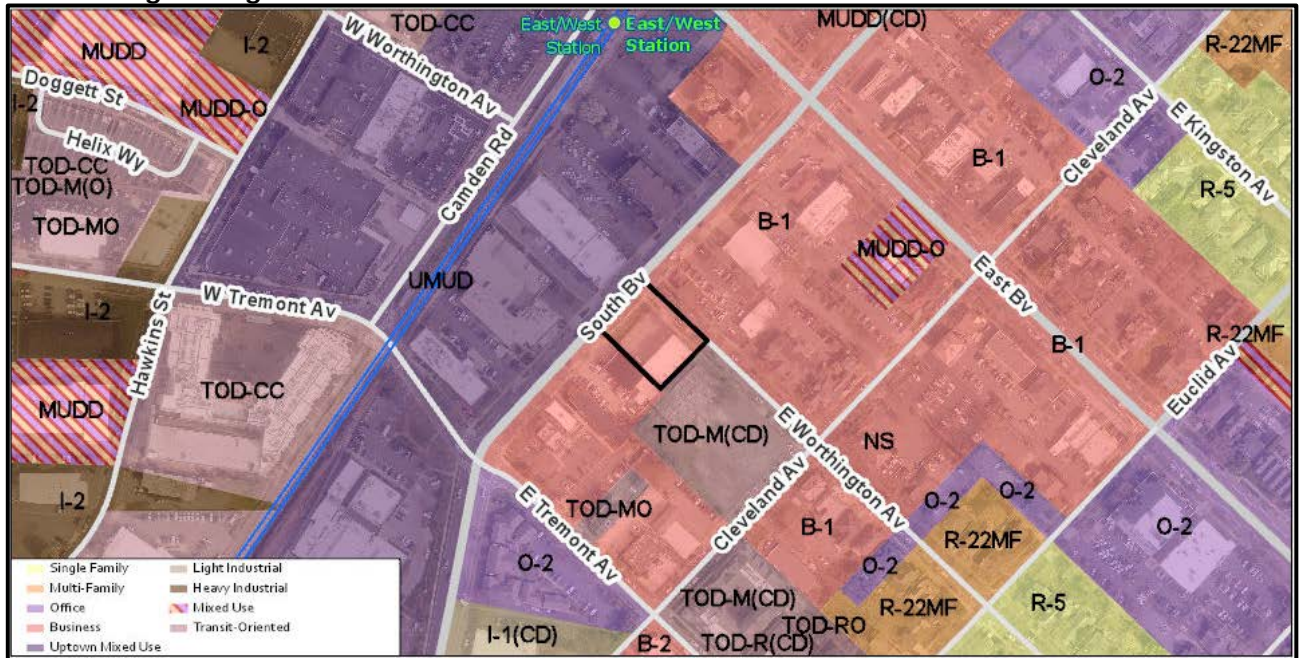 TOD-CC
East/West
Station
East/West
Station
MUDD(CD)
R-22MF
MUDD
I-2
W Worthington Av
O-2
Doggett St
MUDD-O
Cleveland Av
E Kingston Av
I-2
Helix Wy
Camden Rd
B-1
R-5
TOD-CC
TOD-M(O)
TOD-MO
B-1
MUDD-O
East Bv
W Tremont Av
UMUD
South Bv
I-2
Hawkins St
B-1
R-22MF
TOD-CC
Euclid Av
MUDD
TOD-M(CD)
E Worthington Av
NS
I-2
TOD-MO
Cleveland Av
O-2
O-2
B-1
O-2
E Tremont Av
R-22MF
O-2
O-2
TOD-M(CD)
R-22MF
R-5
TOD-RO
I-1(CD)
B-2
TOD-R(CD)
Single Family
Multi-Family
Office
Business
Uptown Mixed Use
Light Industrial
Heavy Industrial
Mixed Use
Transit-Oriented